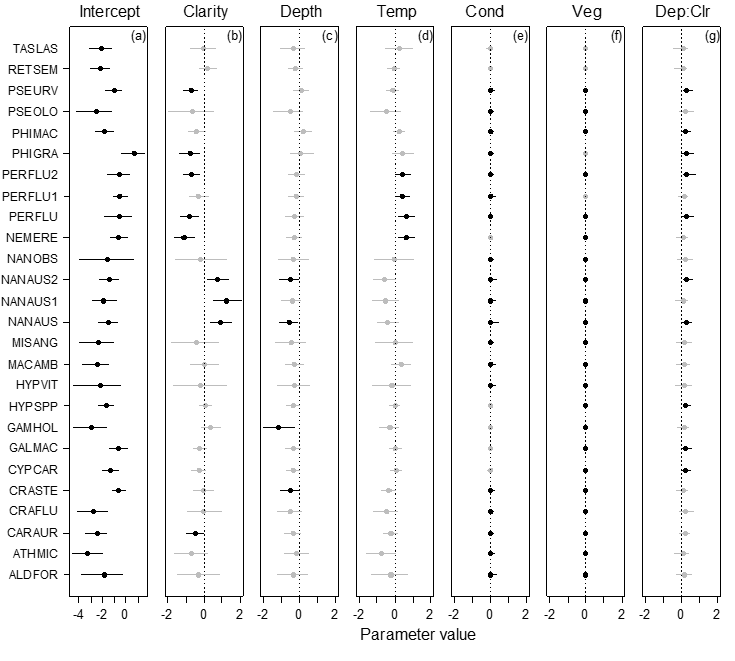 Intercept Clarity Depth Temp Cond Veg Dep:Clr
(a) (b) (c) (d) (e) (f) (g)
TASLAS
RETSEM
PSEURV
PSEOLO
PHIMAC
PHIGRA
PERFLU2
PERFLU1
PERFLU
NEMERE
NANOBS
NANAUS2
NANAUS1
NANAUS
MISANG
MACAMB
HYPVIT
HYPSPP
GAMHOL
GALMAC
CYPCAR
CRASTE
CRAFLU
CARAUR
ATHMIC
ALDFOR
-4 -2 0 -2 0 2 -2 0 2 -2 0 2 -2 0 2 -2 0 2 -2 0 2
Parameter value